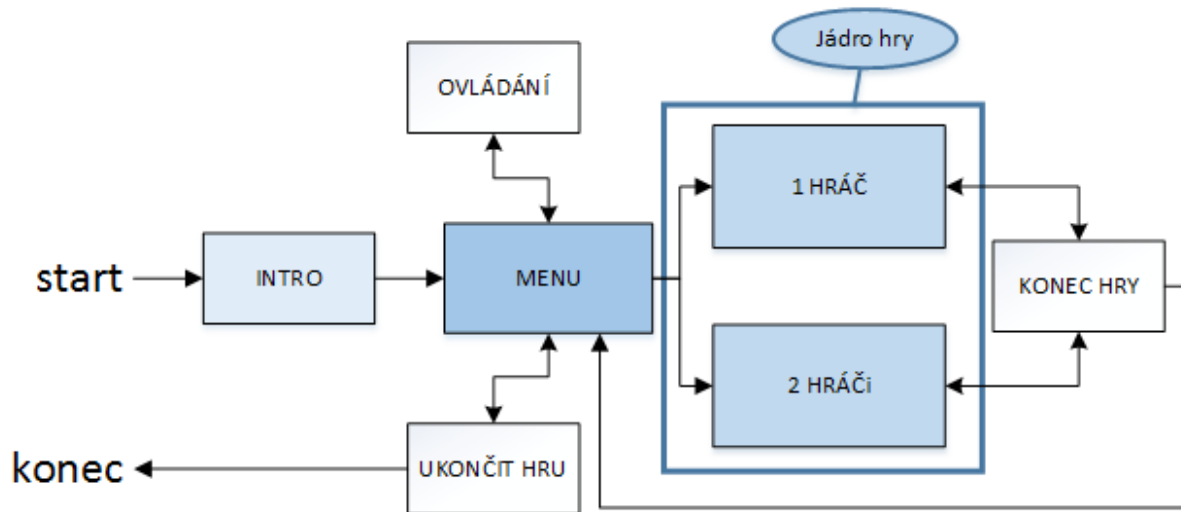 Jádro hry
OVLÁDÁNÍ
1 HRÁČ
start
INTRO
MENU
KONEC HRY
2 HRÁČi
konec
UKONČIT HRU